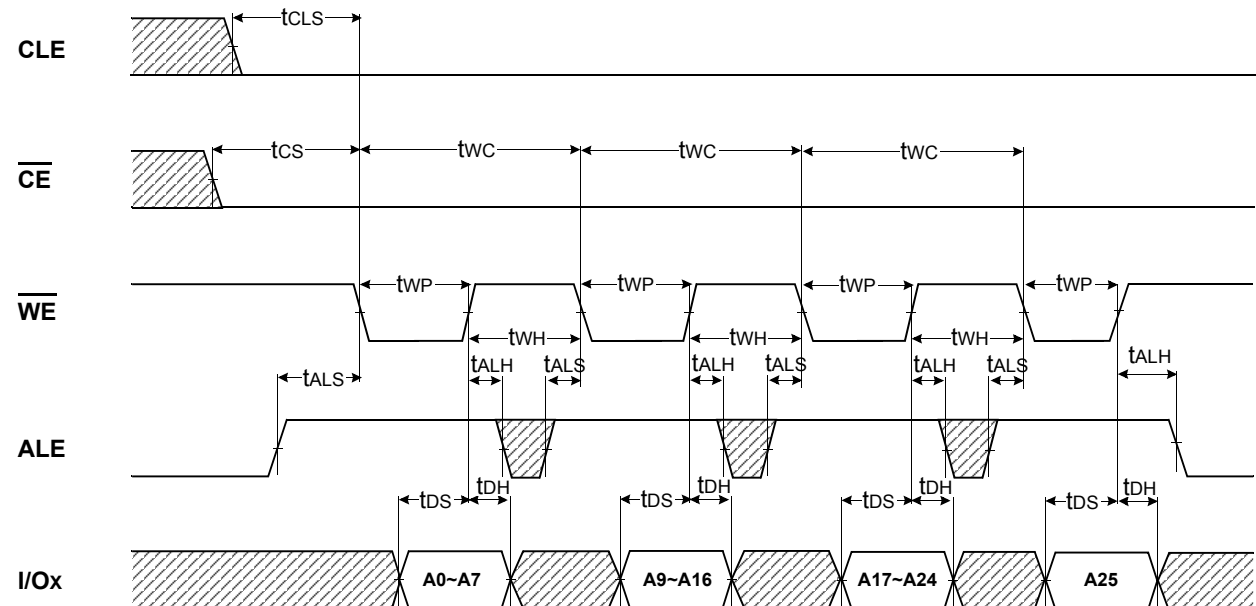 CLE
tCLS
CE
tCS
tWC
tWC
tWC
WE
tWP
tWP
tWP
tWP
tWH
tWH
tWH
tALS
tALH
tALS
tALH
tALS
tALH
tALS
tALH
ALE
tDS
tDH
tDS
tDH
tDS
tDH
tDS
tDH
I/Ox
A0~A7
A9~A16
A17~A24
A25